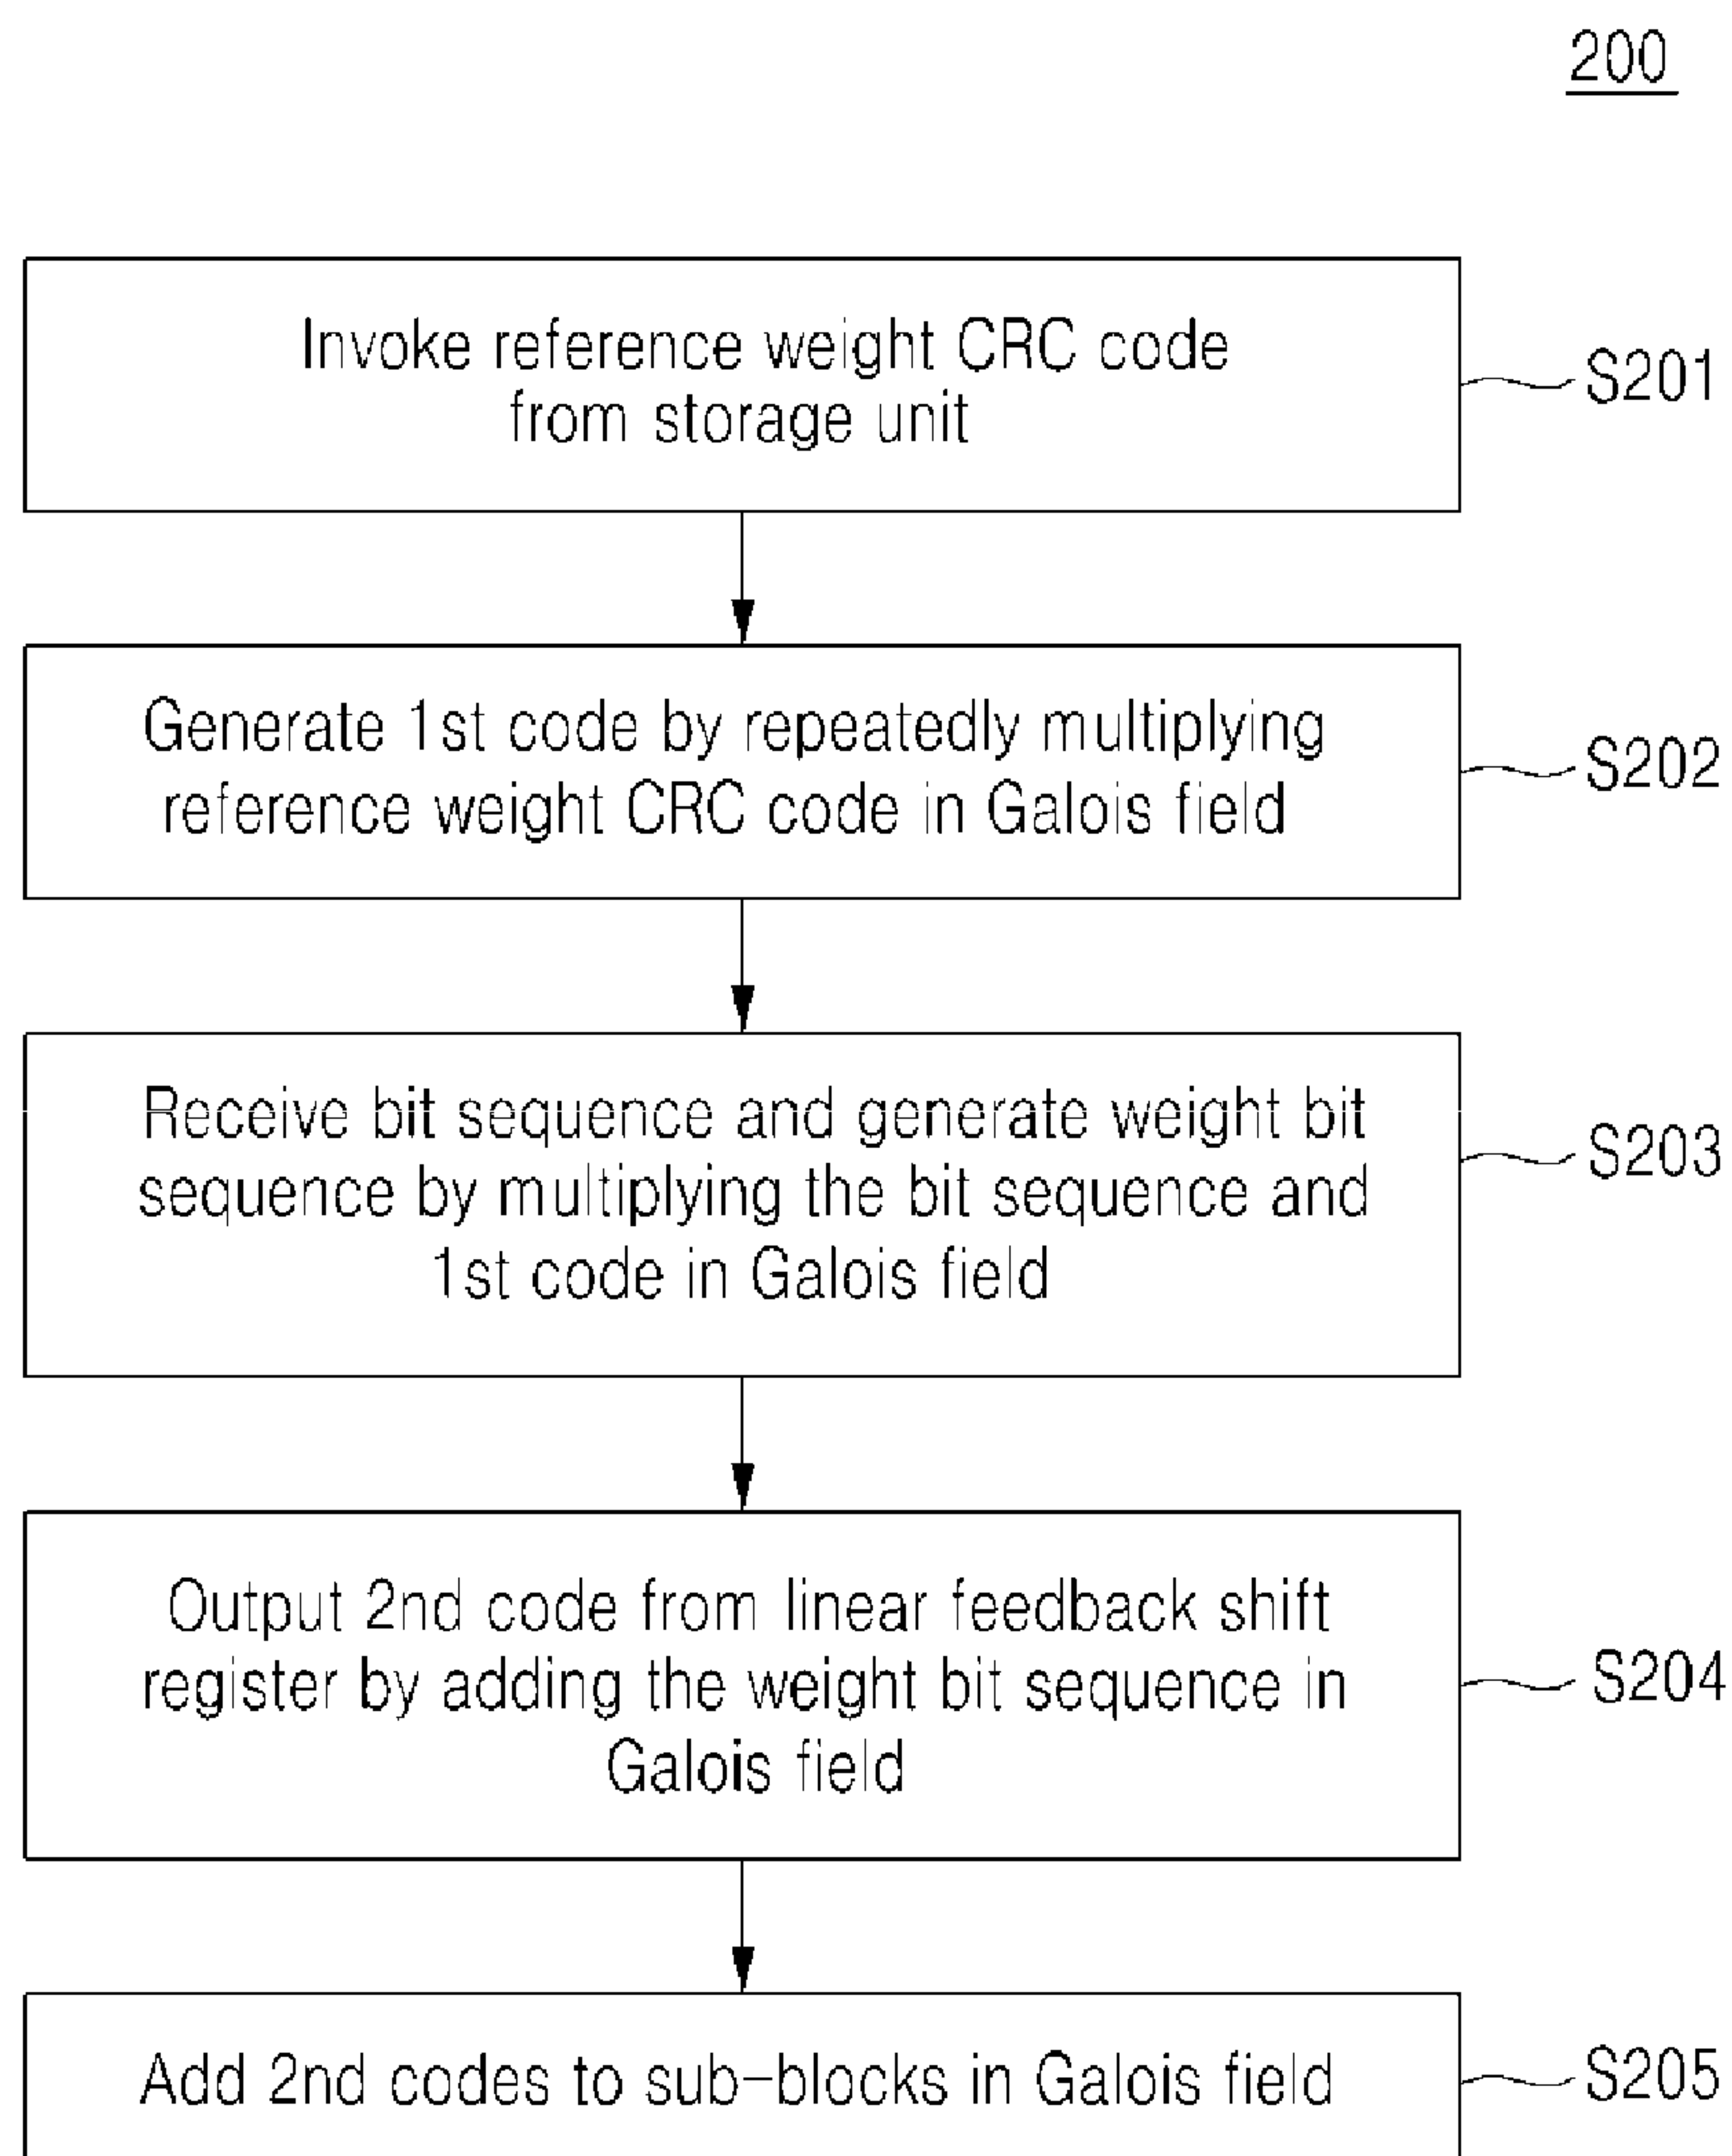 200
Invoke reference weight CRC code
from storage unit
S201
Generate 1st code by repeatedly multiplying
reference weight CRC code in Galois field
S202
Receive bit sequence and generate weight bit
sequence by multiplying the bit sequence and
1st code in Galois field
S203
Output 2nd code from linear feedback shift
register by adding the weight bit sequence in
Galois field
S204
Add 2nd codes to sub-blocks in Galois field
S205